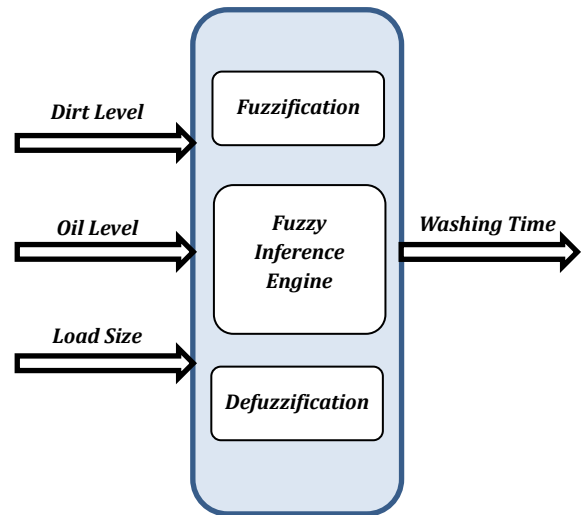 Dirt Level
Oil Level
Load Size
Fuzzification
Fuzzy
Inference
Engine
Defuzzification
Washing Time